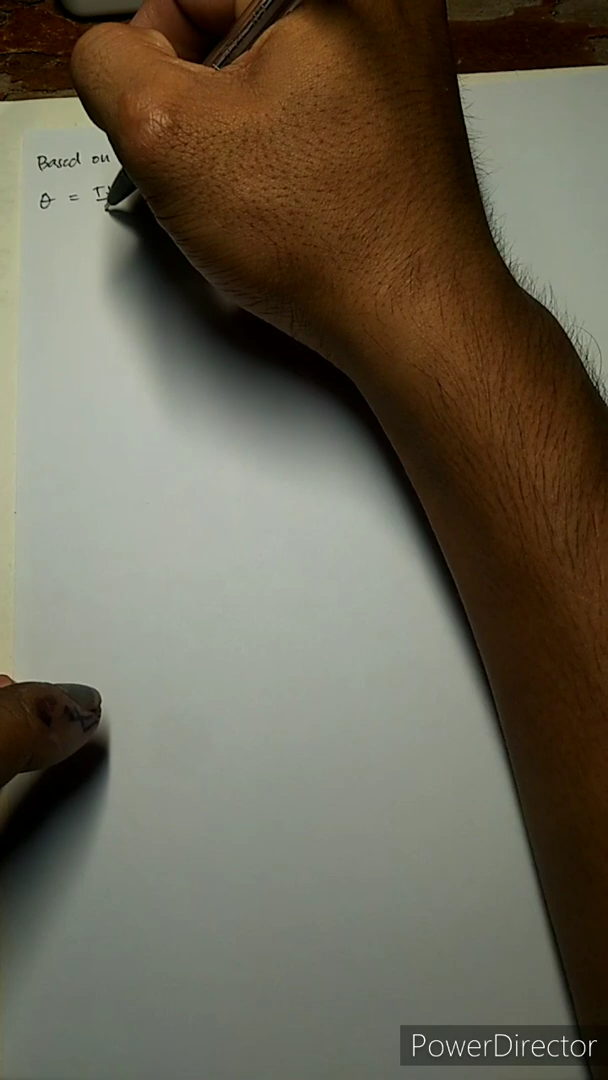 Based on
θ = I
PowerDirector